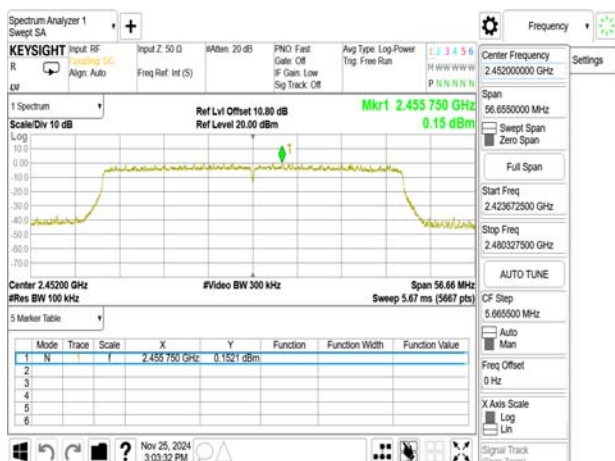 Spectrum Analyzer 1
Swept SA
+
Frequency
KEYSIGHT
R
Input: RF
Coupling: DC
Align: Auto
Input Z: 50 Ω
Freq Ref: Int (S)
#Atten: 20 dB
PNO: Fast
Gate: Off
IF Gain: Low
Sig Track: Off
Avg Type: Log-Power
Trig: Free Run
1 2 3 4 5 6
M W W W W W
P N N N N N
Center Frequency
2.452000000 GHz
Settings
Span
56.6550000 MHz
Swept Span
Zero Span
Full Span
Start Freq
2.423672500 GHz
Stop Freq
2.480327500 GHz
AUTO TUNE
CF Step
5.665500 MHz
Auto
Man
Freq Offset
0 Hz
X Axis Scale
Log
Lin
Signal Track
1 Spectrum
Scale/Div 10 dB
Ref Lvl Offset 10.80 dB
Ref Level 20.00 dBm
Mkr1 2.455 750 GHz
0.15 dBm
Log
10.0
0.00
-10.0
-20.0
-30.0
-40.0
-50.0
-60.0
-70.0
1
Center 2.45200 GHz
#Res BW 100 kHz
#Video BW 300 kHz
Span 56.66 MHz
Sweep 5.67 ms (5667 pts)
5 Marker Table
Mode Trace Scale X Y Function Function Width Function Value
1 N 1 f 2.455 750 GHz 0.1521 dBm
2
3
4
5
6
?
Nov 25, 2024
3:03:32 PM